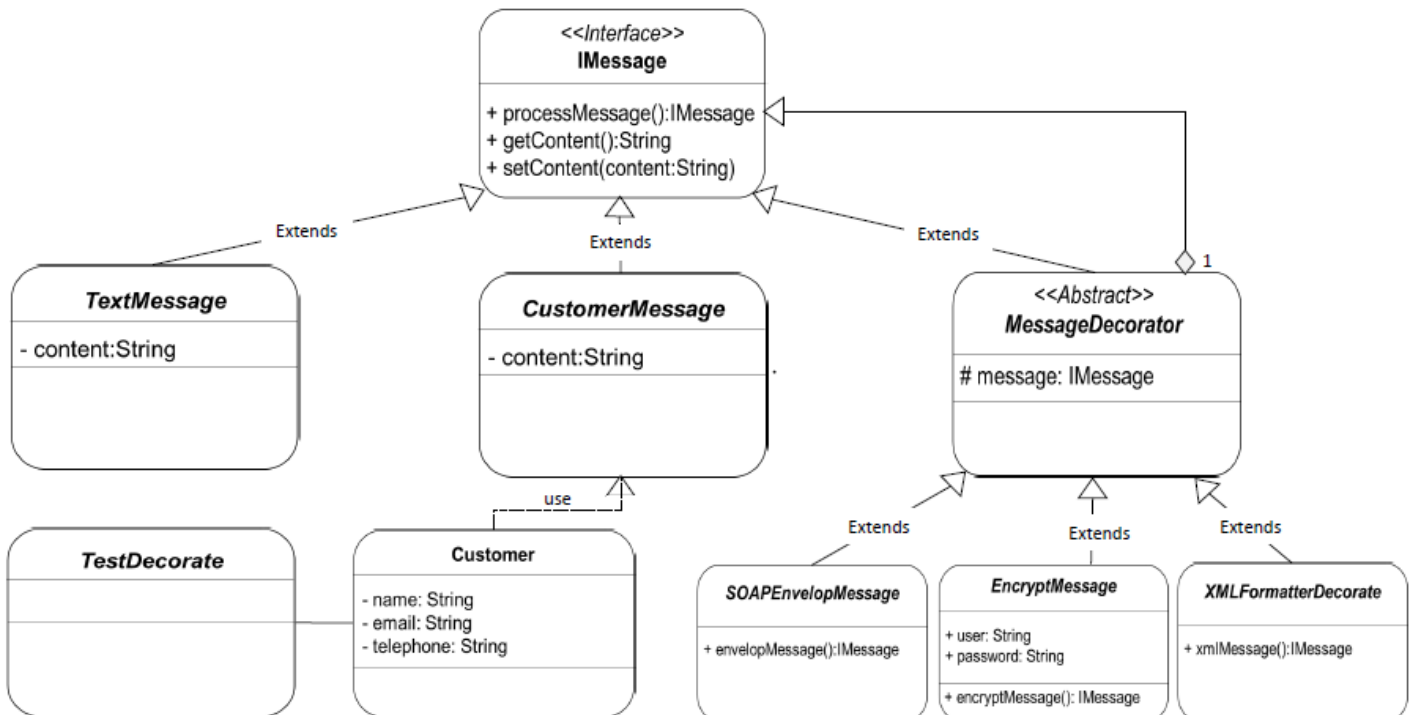 <<Interface>>
IMessage
+ processMessage():IMessage
+ getContent():String
+ setContent(content:String)
Extends
Extends
Extends
1
TextMessage
- content:String
CustomerMessage
- content:String
<<Abstract>>
MessageDecorator
# message: IMessage
use
Extends
Extends
Extends
TestDecorate
Customer
- name: String
- email: String
- telephone: String
SOAPEnvelopMessage
+ envelopMessage():IMessage
EncryptMessage
+ user: String
+ password: String
+ encryptMessage(): IMessage
XMLFormatterDecorate
+ xmlMessage():IMessage